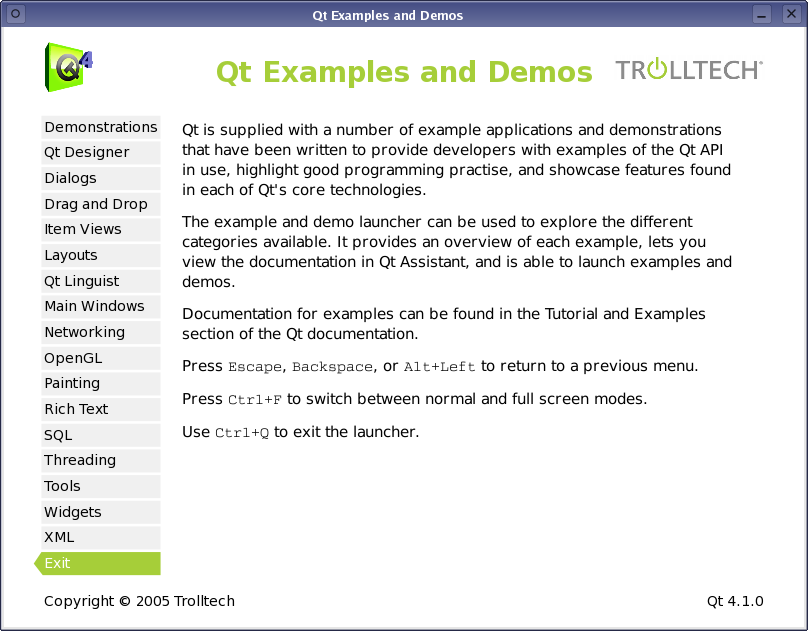 Qt Examples and Demos
Q4
Qt Examples and Demos
TROLLTECH®
Demonstrations
Qt Designer
Dialogs
Drag and Drop
Item Views
Layouts
Qt Linguist
Main Windows
Networking
OpenGL
Painting
Rich Text
SQL
Threading
Tools
Widgets
XML
Exit
Qt is supplied with a number of example applications and demonstrations
that have been written to provide developers with examples of the Qt API
in use, highlight good programming practise, and showcase features found
in each of Qt's core technologies.
The example and demo launcher can be used to explore the different
categories available. It provides an overview of each example, lets you
view the documentation in Qt Assistant, and is able to launch examples and
demos.
Documentation for examples can be found in the Tutorial and Examples
section of the Qt documentation.
Press Escape, Backspace, or Alt+Left to return to a previous menu.
Press Ctrl+F to switch between normal and full screen modes.
Use Ctrl+Q to exit the launcher.
Copyright © 2005 Trolltech
Qt 4.1.0